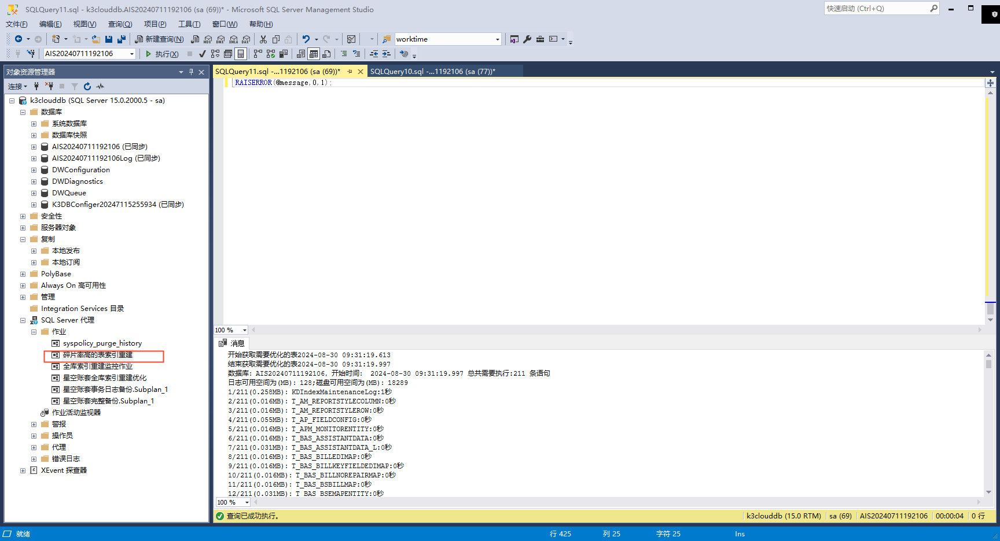 SQLQuery11.sql - k3clouddb.AIS20240711192106 (sa (69))* - Microsoft SQL Server Management Studio
快速启动 (Ctrl+Q)
文件(F) 编辑(E) 视图(V) 查询(Q) 项目(P) 工具(T) 窗口(W) 帮助(H)
新建查询(N) MDX DMX XMLA DAX worktime
AIS20240711192106 执行(X)
对象资源管理器
连接
k3clouddb (SQL Server 15.0.2000.5 - sa)
数据库
系统数据库
数据库快照
AIS20240711192106 (已同步)
AIS20240711192106Log (已同步)
DWConfiguration
DWDiagnostics
DWQueue
K3DBConfiger20247115255934 (已同步)
安全性
服务器对象
复制
本地发布
本地订阅
PolyBase
Always On 高可用性
管理
Integration Services 目录
SQL Server 代理
作业
syspolicy_purge_history
碎片率高的表索引重建
全库索引重建监控作业
星空账套全库索引重建优化
星空账套事务日志备份.Subplan_1
星空账套完整备份.Subplan_1
作业活动监视器
警报
操作员
代理
错误日志
XEvent 探查器
SQLQuery11.sql -...1192106 (sa (69))* SQLQuery10.sql -...1192106 (sa (77))*
RAISERROR(@message,0,1);
100 %
消息
开始获取需要优化的表2024-08-30 09:31:19.613
结束获取需要优化的表2024-08-30 09:31:19.997
数据库: AIS20240711192106, 开始时间: 2024-08-30 09:31:19.997 总共需要执行:211 条语句
日志可用空间为(MB): 128;磁盘可用空间为(MB): 18289
1/211(0.258MB): KDIndexMaintenanceLog:1秒
2/211(0.016MB): T_AM_REPORTSTYLECOLUMN:0秒
3/211(0.016MB): T_AM_REPORTSTYLEROW:0秒
4/211(0.055MB): T_AP_FIELDCONFIG:0秒
5/211(0.016MB): T_APM_MONITORENTITY:0秒
6/211(0.016MB): T_BAS_ASSISTANTDATA:0秒
7/211(0.031MB): T_BAS_ASSISTANTDATA_L:0秒
8/211(0.016MB): T_BAS_BILLEDIMAP:0秒
9/211(0.016MB): T_BAS_BILLKEYFIELDEDIMAP:0秒
10/211(0.016MB): T_BAS_BILLNOREPAIRMAP:0秒
11/211(0.016MB): T_BAS_BSBILLMAP:0秒
12/211(0.031MB): T_BAS_BSEMAPENTITY:0秒
100 %
查询已成功执行。 k3clouddb (15.0 RTM) sa (69) AIS20240711192106 00:00:04 0 行
就绪 行 425 列 25 字符 25 Ins